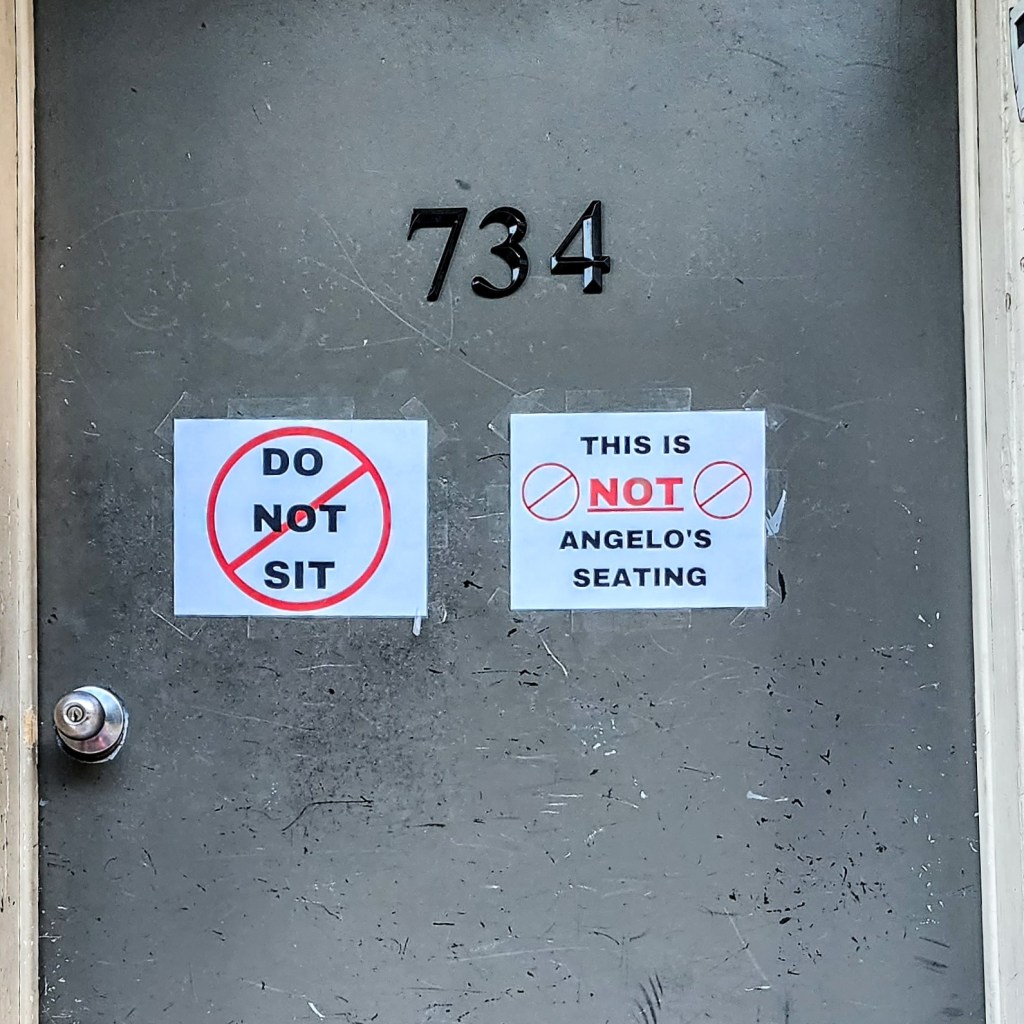 734
DO
NOT
SIT
THIS IS
NOT
ANGELO'S
SEATING